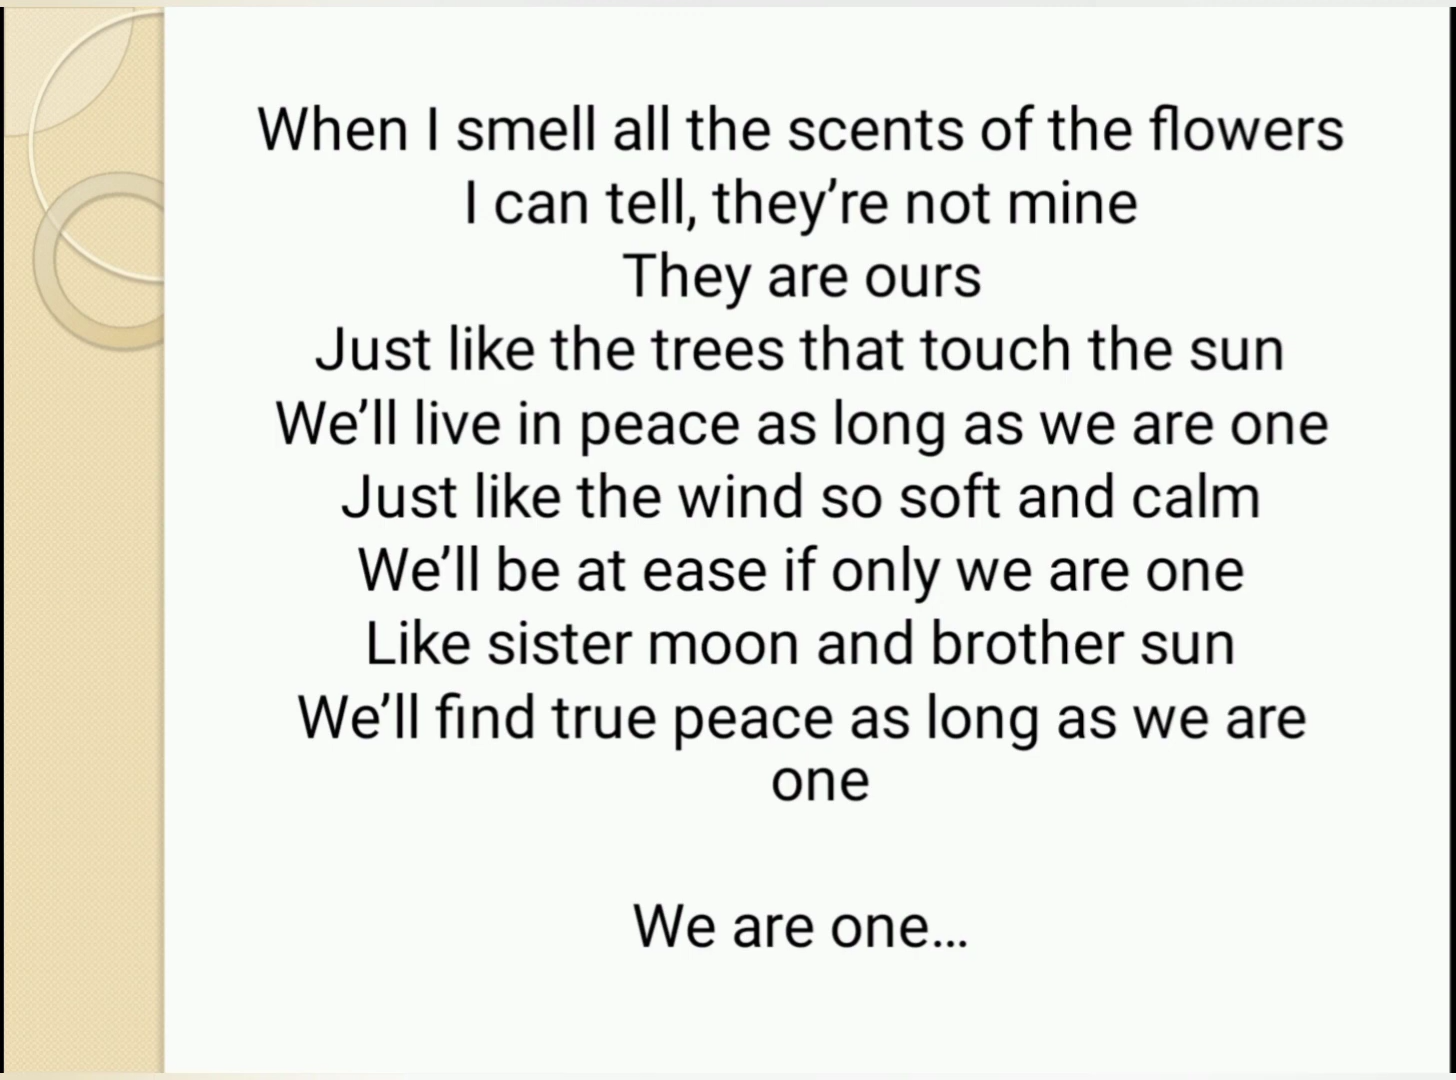 When I smell all the scents of the flowers
I can tell, they’re not mine
They are ours
Just like the trees that touch the sun
We’ll live in peace as long as we are one
Just like the wind so soft and calm
We’ll be at ease if only we are one
Like sister moon and brother sun
We’ll find true peace as long as we are
one
We are one…